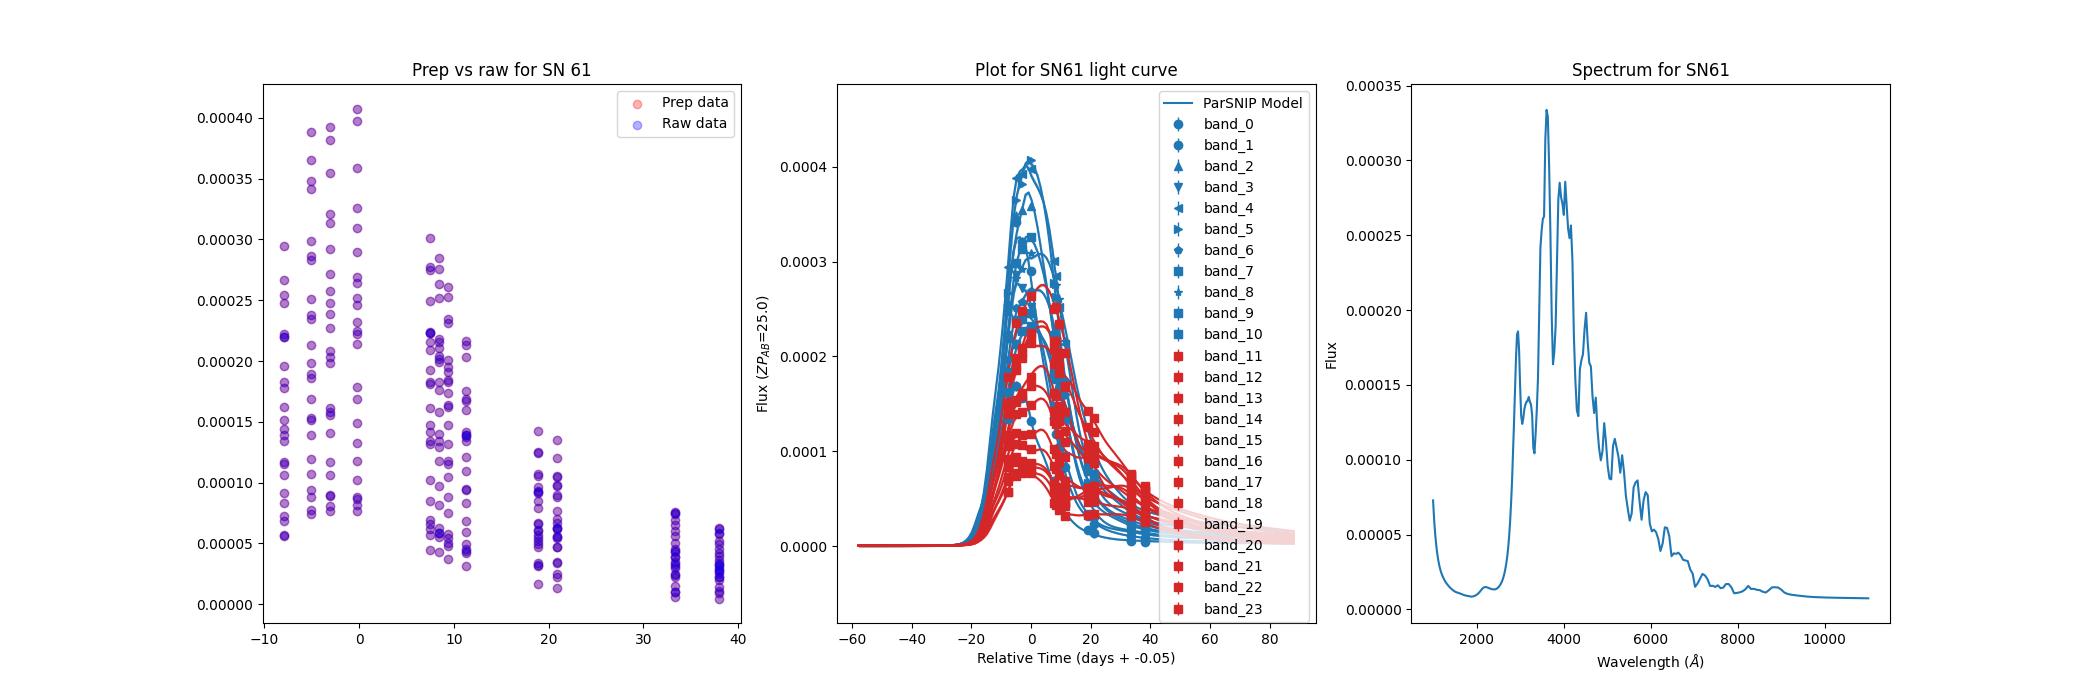 Prep vs raw for SN 61
Prep data
Raw data
0.00040
0.00035
0.00030
0.00025
0.00020
0.00015
0.00010
0.00005
0.00000
−10
0
10
20
30
40
Plot for SN61 light curve
ParSNIP Model
band_0
band_1
band_2
band_3
band_4
band_5
band_6
band_7
band_8
band_9
band_10
band_11
band_12
band_13
band_14
band_15
band_16
band_17
band_18
band_19
band_20
band_21
band_22
band_23
Flux (ZP_AB=25.0)
0.0004
0.0003
0.0002
0.0001
0.0000
−60
−40
−20
0
20
40
60
80
Relative Time (days + -0.05)
Spectrum for SN61
Flux
0.00035
0.00030
0.00025
0.00020
0.00015
0.00010
0.00005
0.00000
2000
4000
6000
8000
10000
Wavelength (Å)